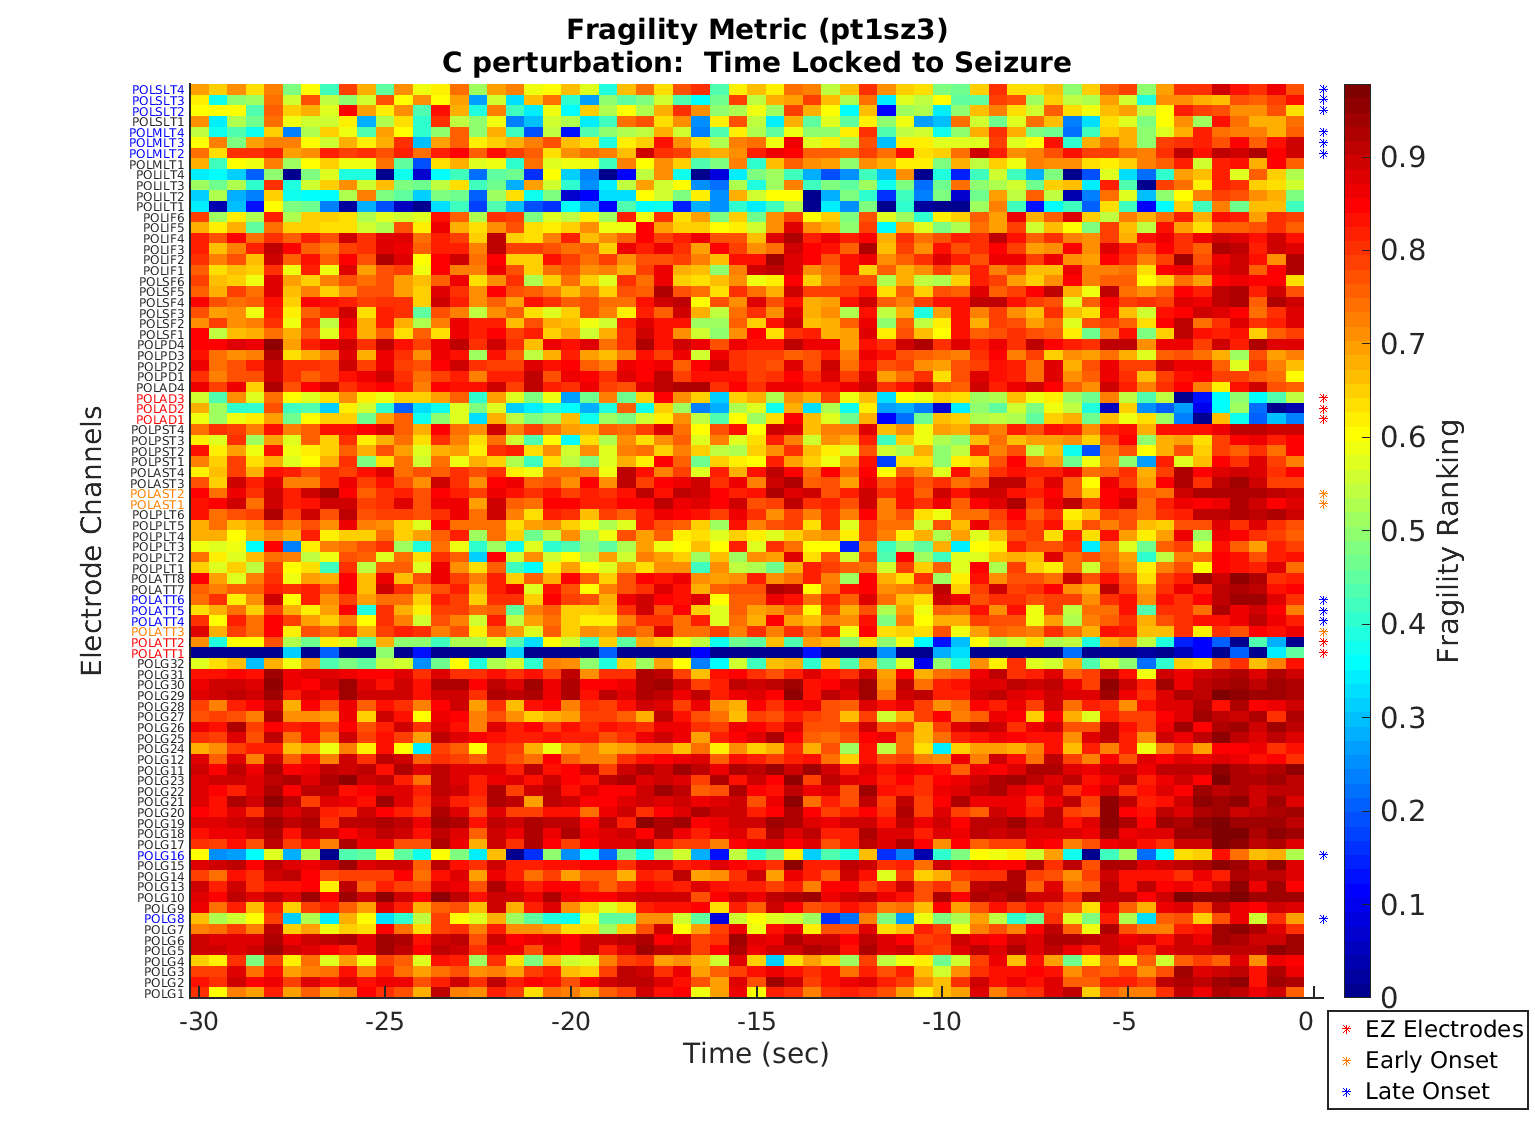 Fragility Metric (pt1sz3)
C perturbation: Time Locked to Seizure
Electrode Channels
POLSLT4
POLSLT3
POLSLT2
POLSLT1
POLMLT4
POLMLT3
POLMLT2
POLMLT1
POLILT4
POLILT3
POLILT2
POLILT1
POLIF6
POLIF5
POLIF4
POLIF3
POLIF2
POLIF1
POLSF6
POLSF5
POLSF4
POLSF3
POLSF2
POLSF1
POLPD4
POLPD3
POLPD2
POLPD1
POLAD4
POLAD3
POLAD2
POLAD1
POLPST4
POLPST3
POLPST2
POLPST1
POLAST4
POLAST3
POLAST2
POLAST1
POLPLT6
POLPLT5
POLPLT4
POLPLT3
POLPLT2
POLPLT1
POLATT8
POLATT7
POLATT6
POLATT5
POLATT4
POLATT3
POLATT2
POLATT1
POLG32
POLG31
POLG30
POLG29
POLG28
POLG27
POLG26
POLG25
POLG24
POLG12
POLG11
POLG23
POLG22
POLG21
POLG20
POLG19
POLG18
POLG17
POLG16
POLG15
POLG14
POLG13
POLG10
POLG9
POLG8
POLG7
POLG6
POLG5
POLG4
POLG3
POLG2
POLG1
-30 -25 -20 -15 -10 -5 0
Time (sec)
0.9
0.8
0.7
0.6
0.5
0.4
0.3
0.2
0.1
0
Fragility Ranking
EZ Electrodes
Early Onset
Late Onset